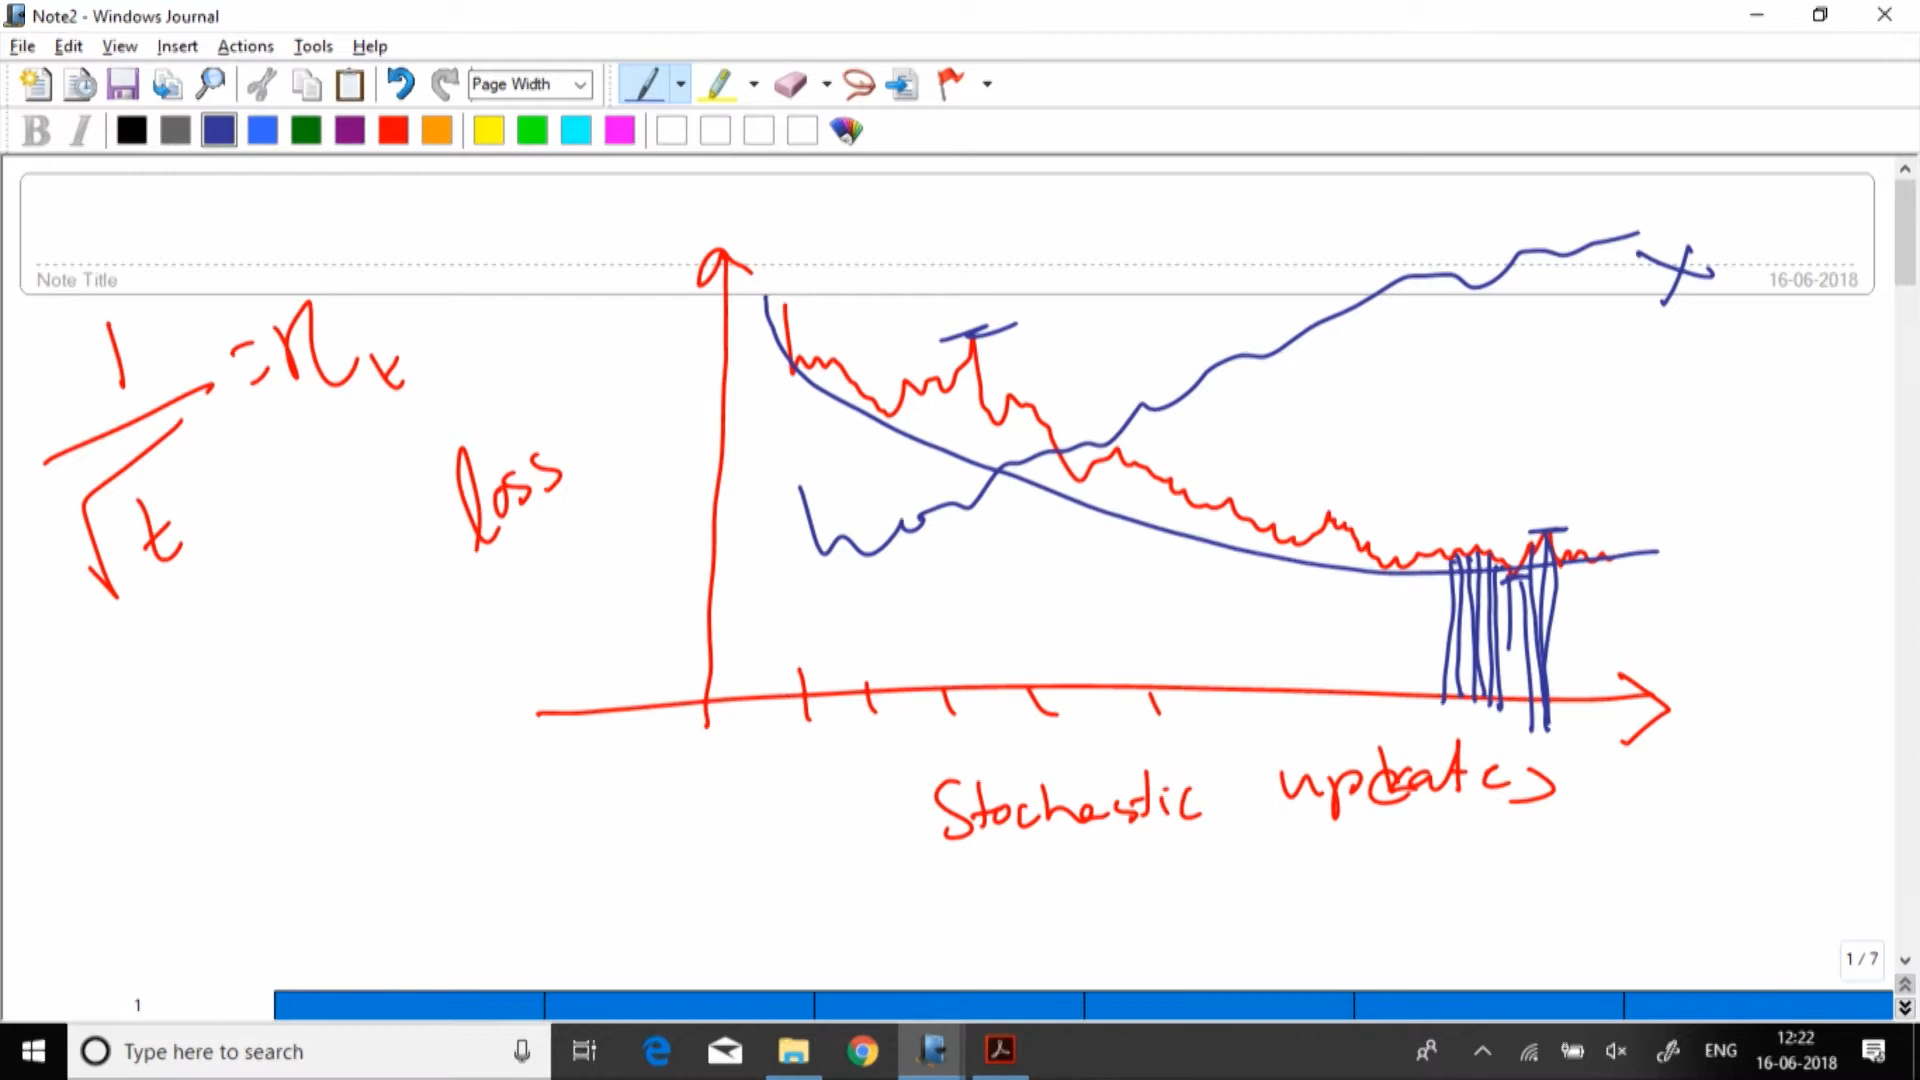 Note2 - Windows Journal
File Edit View Insert Actions Tools Help
Page Width
B I
Note Title
16-06-2018
1/√t = η_t
loss
Stochastic updates
1 / 7
1
Type here to search
ENG
12:22
16-06-2018